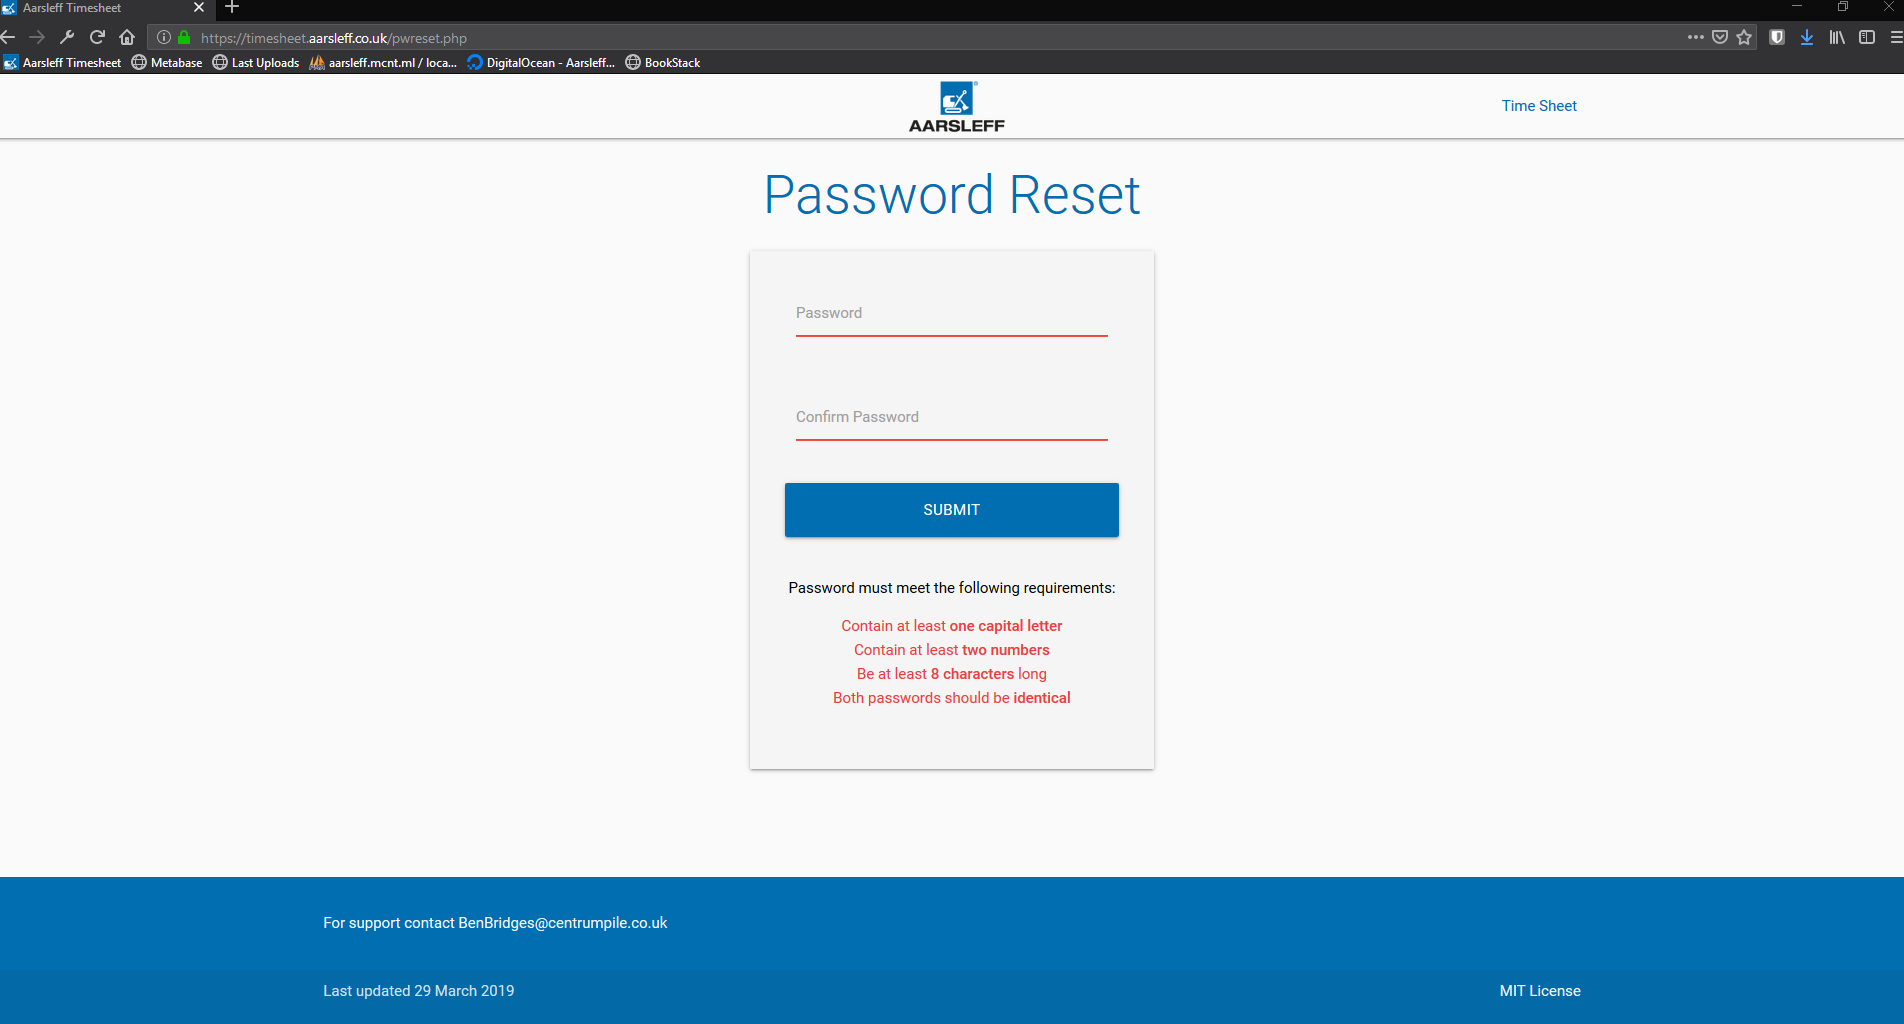 Aarsleff Timesheet
https://timesheet.aarsleff.co.uk/pwreset.php
Aarsleff Timesheet Metabase Last Uploads aarsleff.mcnt.ml / loca... DigitalOcean - Aarsleff... BookStack
AARSLEFF
Time Sheet
Password Reset
Password
Confirm Password
SUBMIT
Password must meet the following requirements:
Contain at least one capital letter
Contain at least two numbers
Be at least 8 characters long
Both passwords should be identical
For support contact BenBridges@centrumpile.co.uk
Last updated 29 March 2019
MIT License